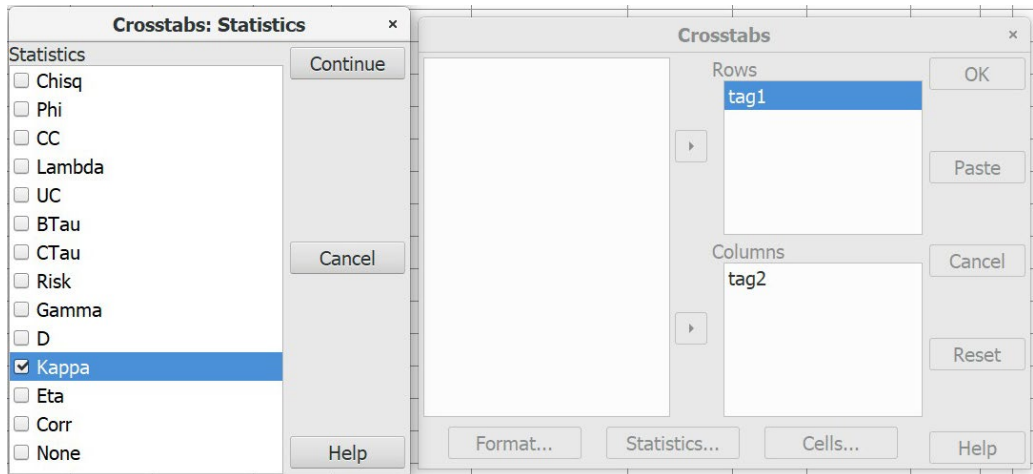 Crosstabs: Statistics ×
Statistics
Continue
Chisq
Phi
CC
Lambda
UC
BTau
CTau
Cancel
Risk
Gamma
D
Kappa
Eta
Corr
None
Help
Crosstabs ×
Rows
OK
tag1
Paste
Columns
Cancel
tag2
Reset
Format...
Statistics...
Cells...
Help